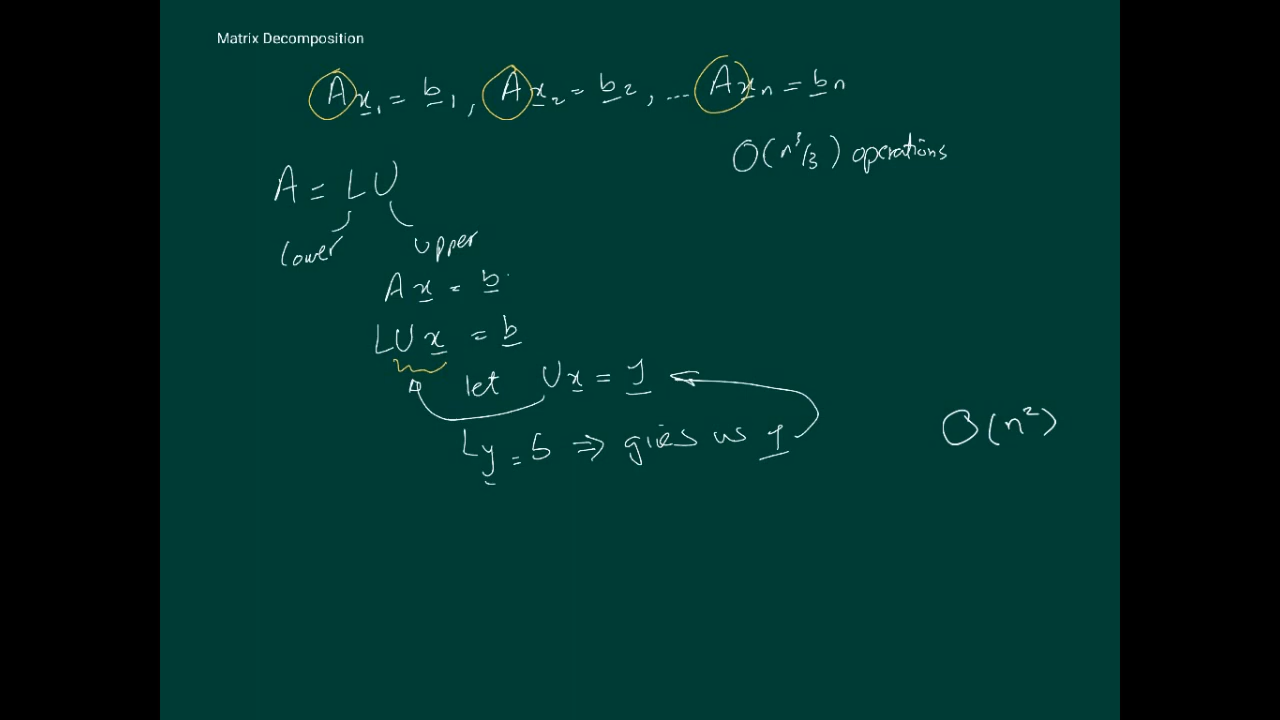 Matrix Decomposition
Ax₁ = b₁, Ax₂ = b₂, ... Axₙ = bₙ
O(n³/3) operations
A = LU
lower upper
Ax = b
LUx = b
let Ux = y
Ly = b ⇒ gies us y
O(n²)